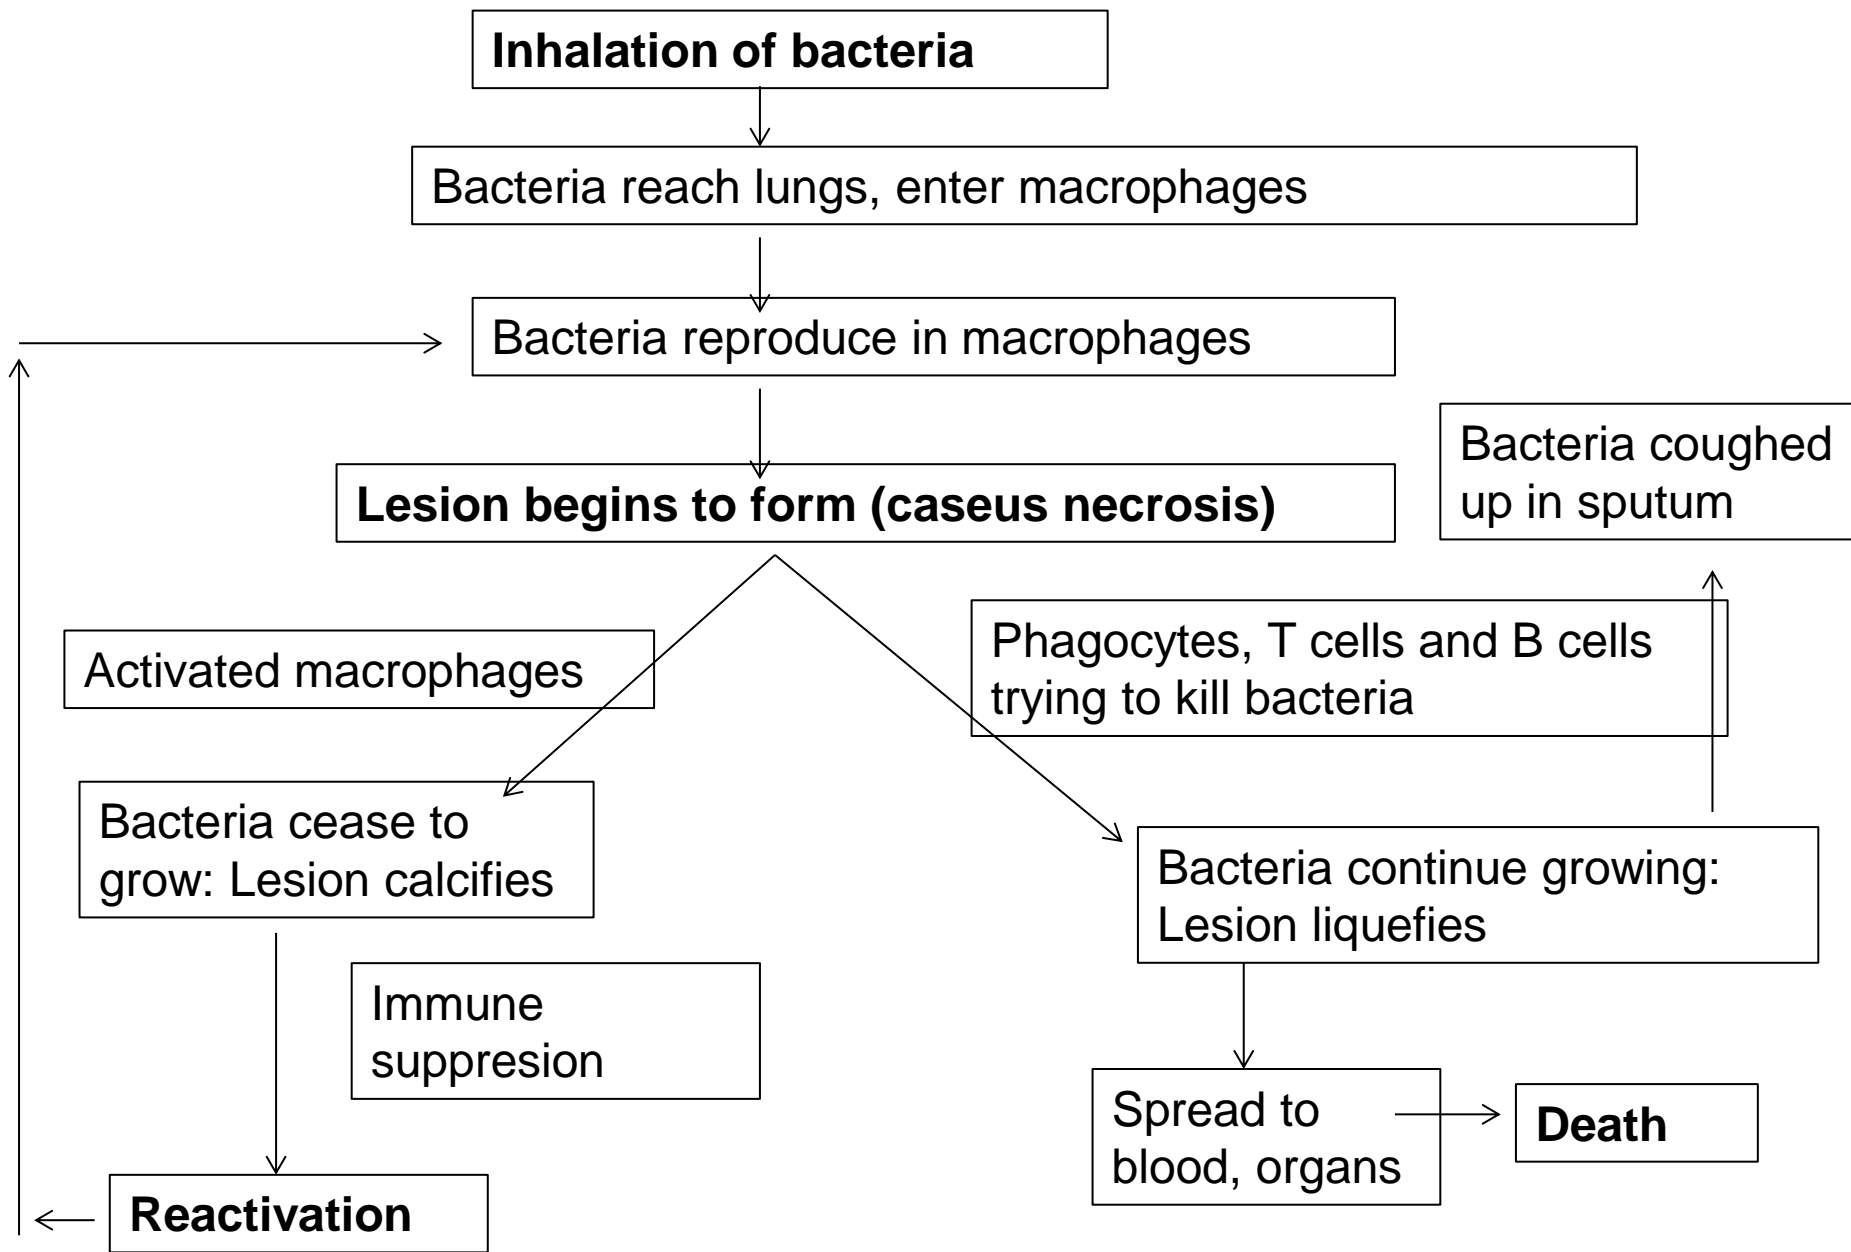 Inhalation of bacteria
Bacteria reach lungs, enter macrophages
Bacteria reproduce in macrophages
Bacteria coughed
up in sputum
Lesion begins to form (caseus necrosis)
Activated macrophages
Phagocytes, T cells and B cells
trying to kill bacteria
Bacteria cease to
grow: Lesion calcifies
Bacteria continue growing:
Lesion liquefies
Immune
suppresion
Spread to
blood, organs
Death
Reactivation